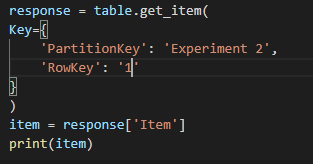 response = table.get_item(
Key={
'PartitionKey': 'Experiment 2',
'RowKey': '1'
}
)
item = response['Item']
print(item)